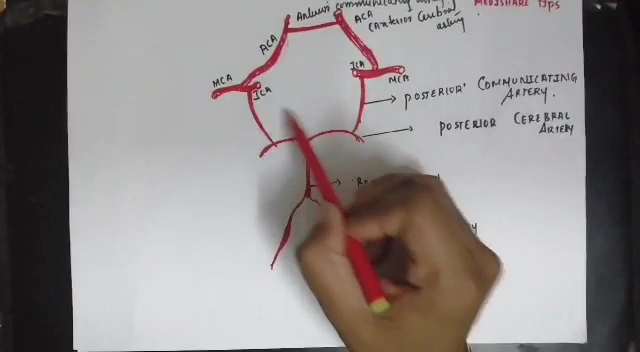 MEDISHARE Tips
Anterior communicating
ACA
(Anterior Cerebral
artery.
ACA
MCA
ICA
ICA
MCA
POSTERIOR COMMUNICATING
ARTERY.
POSTERIOR CEREBRAL
ARTERY